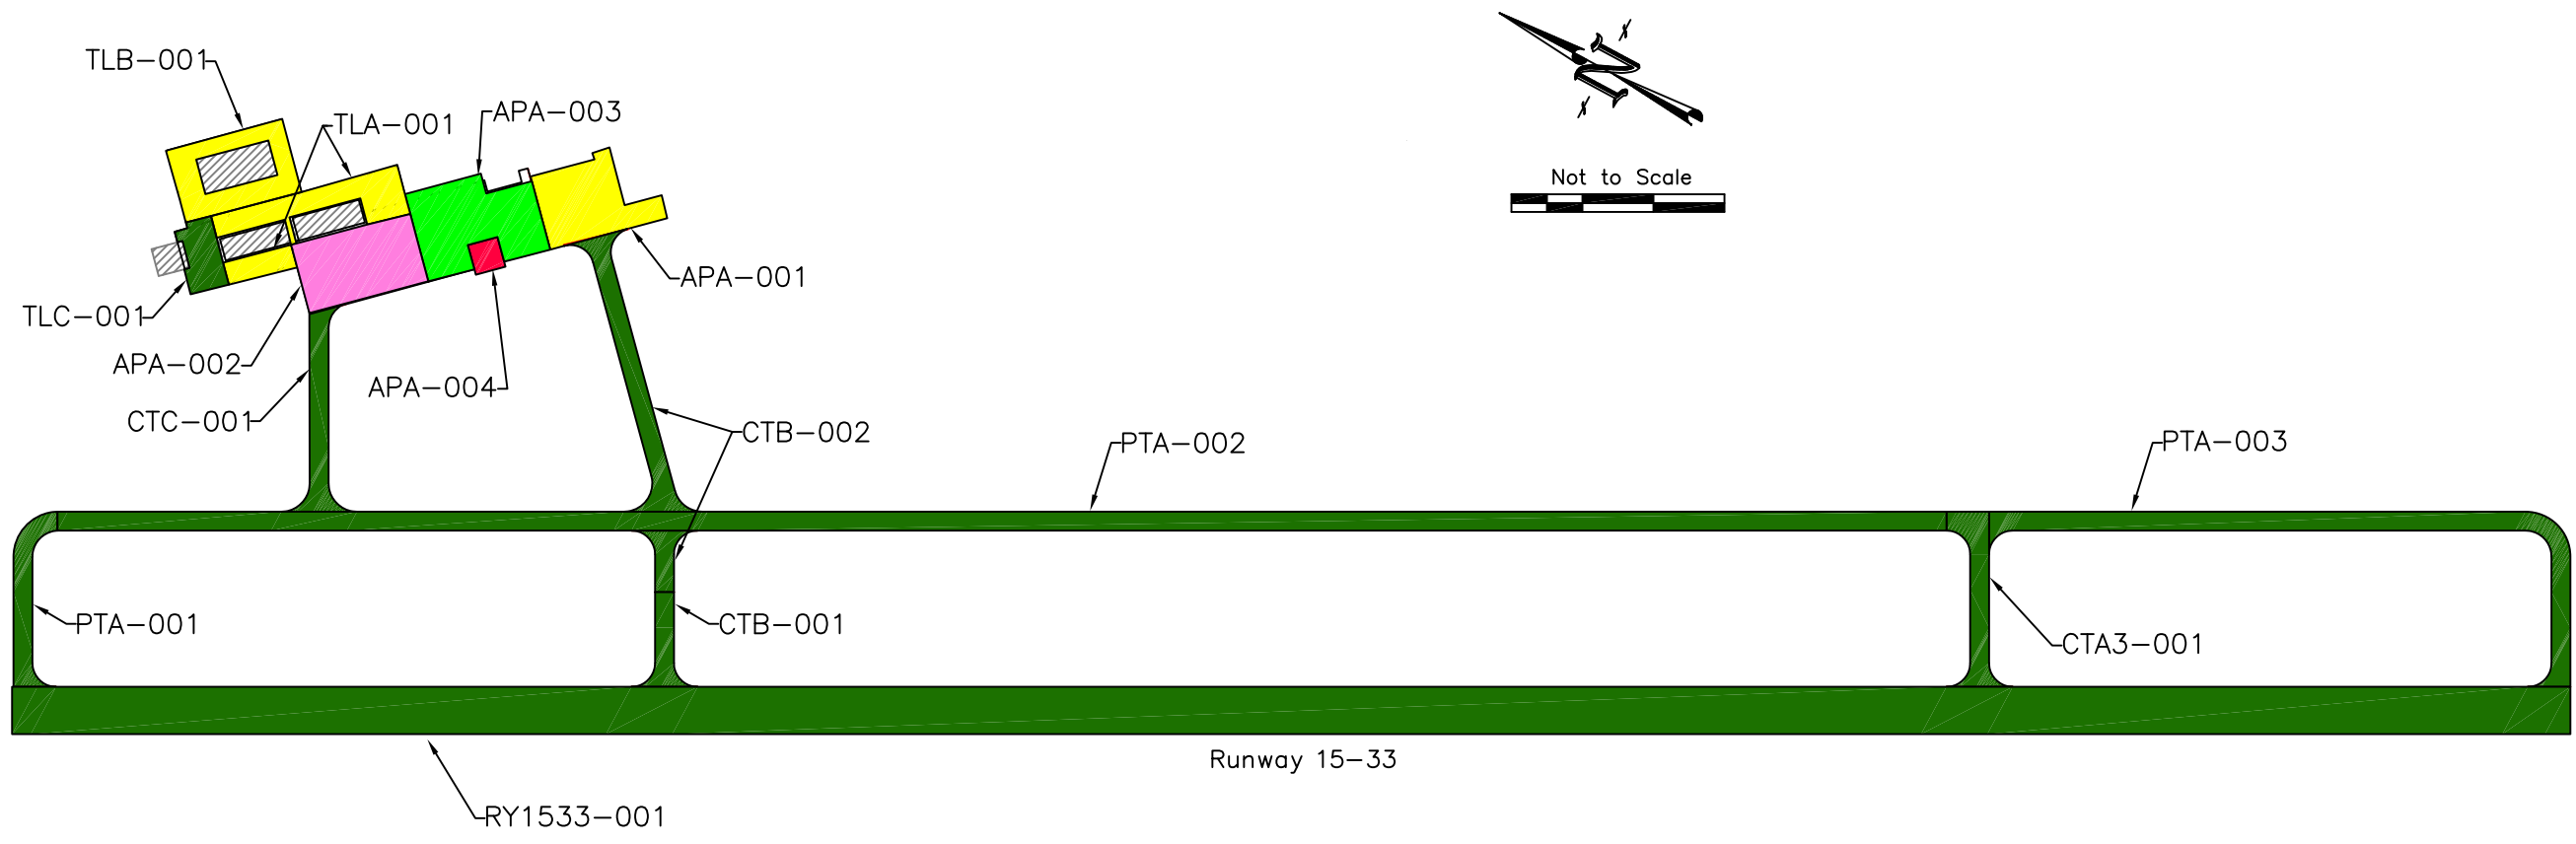 TLB-001
TLA-001
APA-003
N
Not to Scale
APA-001
TLC-001
APA-002
APA-004
CTC-001
CTB-002
PTA-002
PTA-003
PTA-001
CTB-001
CTA3-001
Runway 15-33
RY1533-001